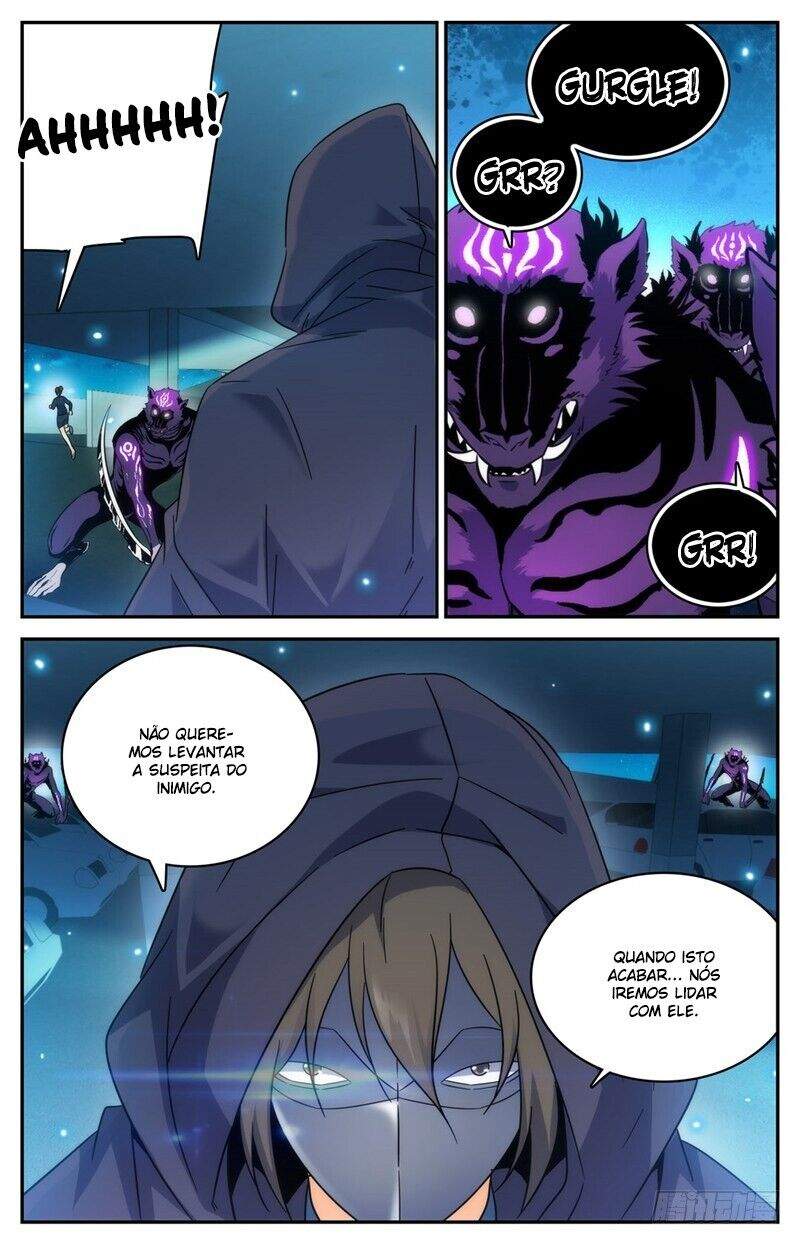 AHHHHH!
GURGLE!
GRR?
GRR!
NÃO QUERE-
MOS LEVANTAR
A SUSPEITA DO
INIMIGO.
QUANDO ISTO
ACABAR... NÓS
IREMOS LIDAR
COM ELE.